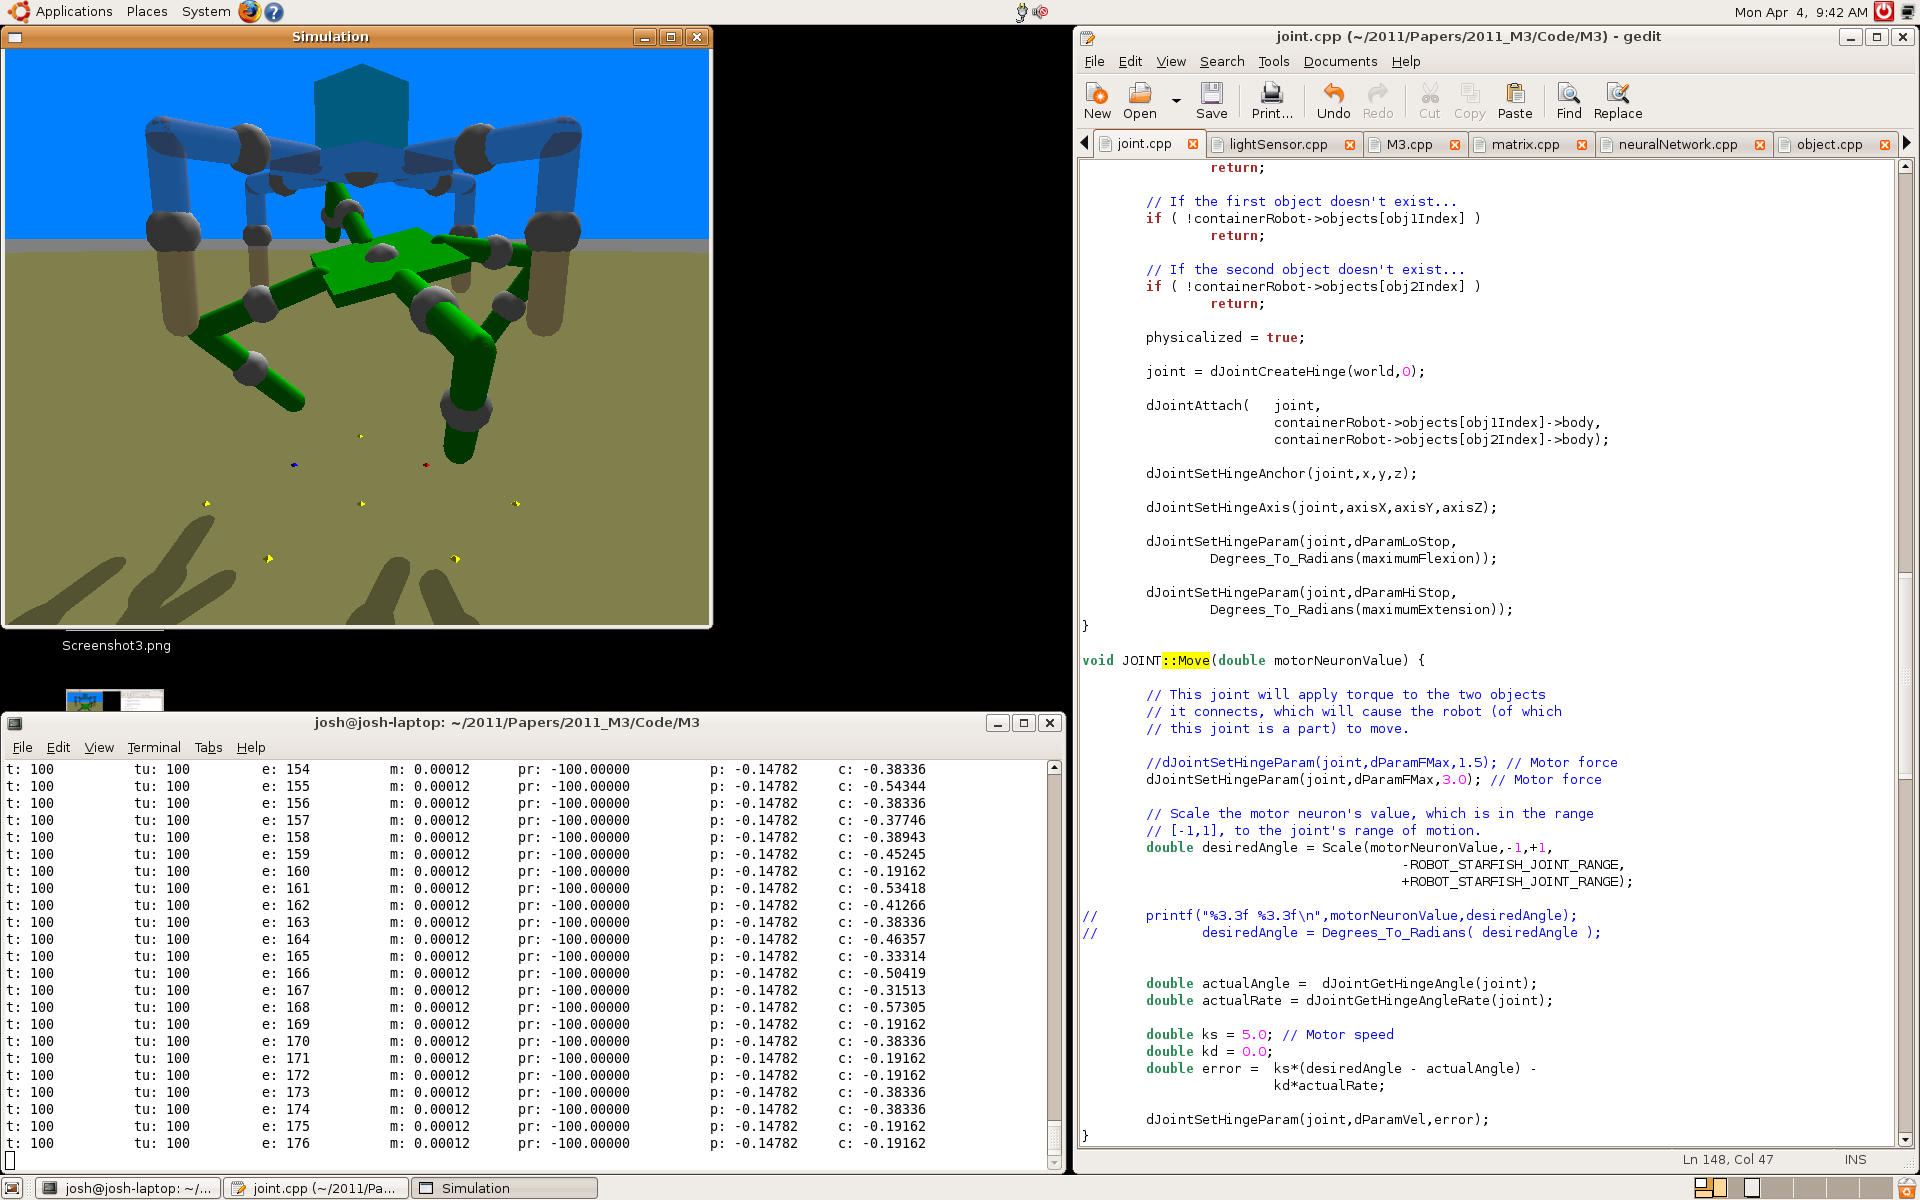 Applications Places System
Mon Apr 4, 9:42 AM
Simulation
Screenshot3.png
josh@josh-laptop: ~/2011/Papers/2011_M3/Code/M3
File Edit View Terminal Tabs Help
t: 100 tu: 100 e: 154 m: 0.00012 pr: -100.00000 p: -0.14782 c: -0.38336
t: 100 tu: 100 e: 155 m: 0.00012 pr: -100.00000 p: -0.14782 c: -0.54344
t: 100 tu: 100 e: 156 m: 0.00012 pr: -100.00000 p: -0.14782 c: -0.38336
t: 100 tu: 100 e: 157 m: 0.00012 pr: -100.00000 p: -0.14782 c: -0.37746
t: 100 tu: 100 e: 158 m: 0.00012 pr: -100.00000 p: -0.14782 c: -0.38943
t: 100 tu: 100 e: 159 m: 0.00012 pr: -100.00000 p: -0.14782 c: -0.45245
t: 100 tu: 100 e: 160 m: 0.00012 pr: -100.00000 p: -0.14782 c: -0.19162
t: 100 tu: 100 e: 161 m: 0.00012 pr: -100.00000 p: -0.14782 c: -0.53418
t: 100 tu: 100 e: 162 m: 0.00012 pr: -100.00000 p: -0.14782 c: -0.41266
t: 100 tu: 100 e: 163 m: 0.00012 pr: -100.00000 p: -0.14782 c: -0.38336
t: 100 tu: 100 e: 164 m: 0.00012 pr: -100.00000 p: -0.14782 c: -0.46357
t: 100 tu: 100 e: 165 m: 0.00012 pr: -100.00000 p: -0.14782 c: -0.33314
t: 100 tu: 100 e: 166 m: 0.00012 pr: -100.00000 p: -0.14782 c: -0.50419
t: 100 tu: 100 e: 167 m: 0.00012 pr: -100.00000 p: -0.14782 c: -0.31513
t: 100 tu: 100 e: 168 m: 0.00012 pr: -100.00000 p: -0.14782 c: -0.57305
t: 100 tu: 100 e: 169 m: 0.00012 pr: -100.00000 p: -0.14782 c: -0.19162
t: 100 tu: 100 e: 170 m: 0.00012 pr: -100.00000 p: -0.14782 c: -0.38336
t: 100 tu: 100 e: 171 m: 0.00012 pr: -100.00000 p: -0.14782 c: -0.19162
t: 100 tu: 100 e: 172 m: 0.00012 pr: -100.00000 p: -0.14782 c: -0.19162
t: 100 tu: 100 e: 173 m: 0.00012 pr: -100.00000 p: -0.14782 c: -0.38336
t: 100 tu: 100 e: 174 m: 0.00012 pr: -100.00000 p: -0.14782 c: -0.38336
t: 100 tu: 100 e: 175 m: 0.00012 pr: -100.00000 p: -0.14782 c: -0.19162
t: 100 tu: 100 e: 176 m: 0.00012 pr: -100.00000 p: -0.14782 c: -0.19162
joint.cpp (~/2011/Papers/2011_M3/Code/M3) - gedit
File Edit View Search Tools Documents Help
New Open Save Print... Undo Redo Cut Copy Paste Find Replace
joint.cpp lightSensor.cpp M3.cpp matrix.cpp neuralNetwork.cpp object.cpp
return;
// If the first object doesn't exist...
if ( !containerRobot->objects[obj1Index] )
return;
// If the second object doesn't exist...
if ( !containerRobot->objects[obj2Index] )
return;
physicalized = true;
joint = dJointCreateHinge(world,0);
dJointAttach( joint,
containerRobot->objects[obj1Index]->body,
containerRobot->objects[obj2Index]->body);
dJointSetHingeAnchor(joint,x,y,z);
dJointSetHingeAxis(joint,axisX,axisY,axisZ);
dJointSetHingeParam(joint,dParamLoStop,
Degrees_To_Radians(maximumFlexion));
dJointSetHingeParam(joint,dParamHiStop,
Degrees_To_Radians(maximumExtension));
}
void JOINT::Move(double motorNeuronValue) {
// This joint will apply torque to the two objects
// it connects, which will cause the robot (of which
// this joint is a part) to move.
//dJointSetHingeParam(joint,dParamFMax,1.5); // Motor force
dJointSetHingeParam(joint,dParamFMax,3.0); // Motor force
// Scale the motor neuron's value, which is in the range
// [-1,1], to the joint's range of motion.
double desiredAngle = Scale(motorNeuronValue,-1,+1,
-ROBOT_STARFISH_JOINT_RANGE,
+ROBOT_STARFISH_JOINT_RANGE);
// printf("%3.3f %3.3f\n",motorNeuronValue,desiredAngle);
// desiredAngle = Degrees_To_Radians( desiredAngle );
double actualAngle = dJointGetHingeAngle(joint);
double actualRate = dJointGetHingeAngleRate(joint);
double ks = 5.0; // Motor speed
double kd = 0.0;
double error = ks*(desiredAngle - actualAngle) -
kd*actualRate;
dJointSetHingeParam(joint,dParamVel,error);
}
Ln 148, Col 47 INS
josh@josh-laptop: ~/... joint.cpp (~/2011/Pa... Simulation